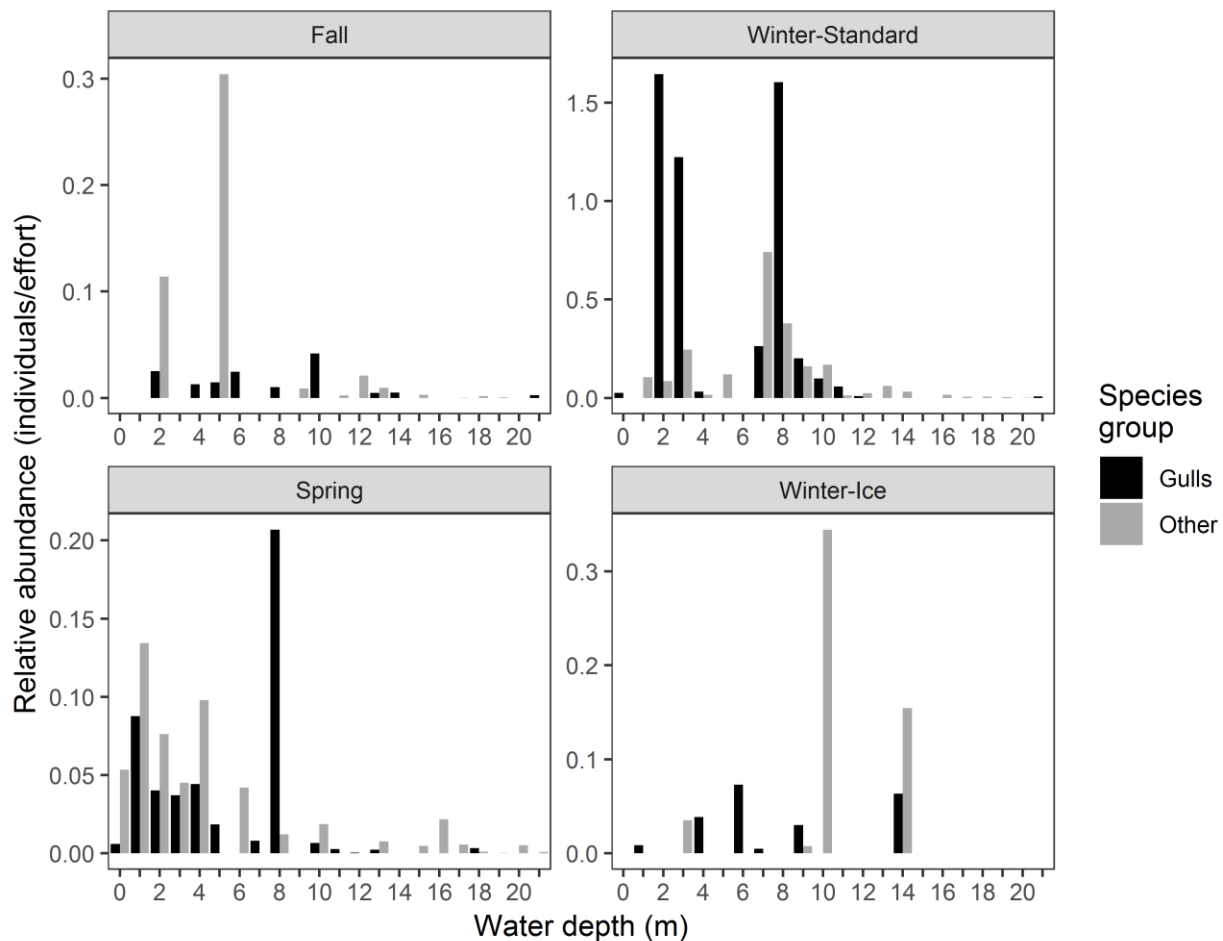 Fall
Winter-Standard
0.3
0.2
0.1
0.0
1.5
1.0
0.5
0.0
0 2 4 6 8 10 12 14 16 18 20
0 2 4 6 8 10 12 14 16 18 20
Spring
Winter-Ice
0.20
0.15
0.10
0.05
0.00
0.3
0.2
0.1
0.0
0 2 4 6 8 10 12 14 16 18 20
0 2 4 6 8 10 12 14 16 18 20
Relative abundance (individuals/effort)
Water depth (m)
Species
group
Gulls
Other